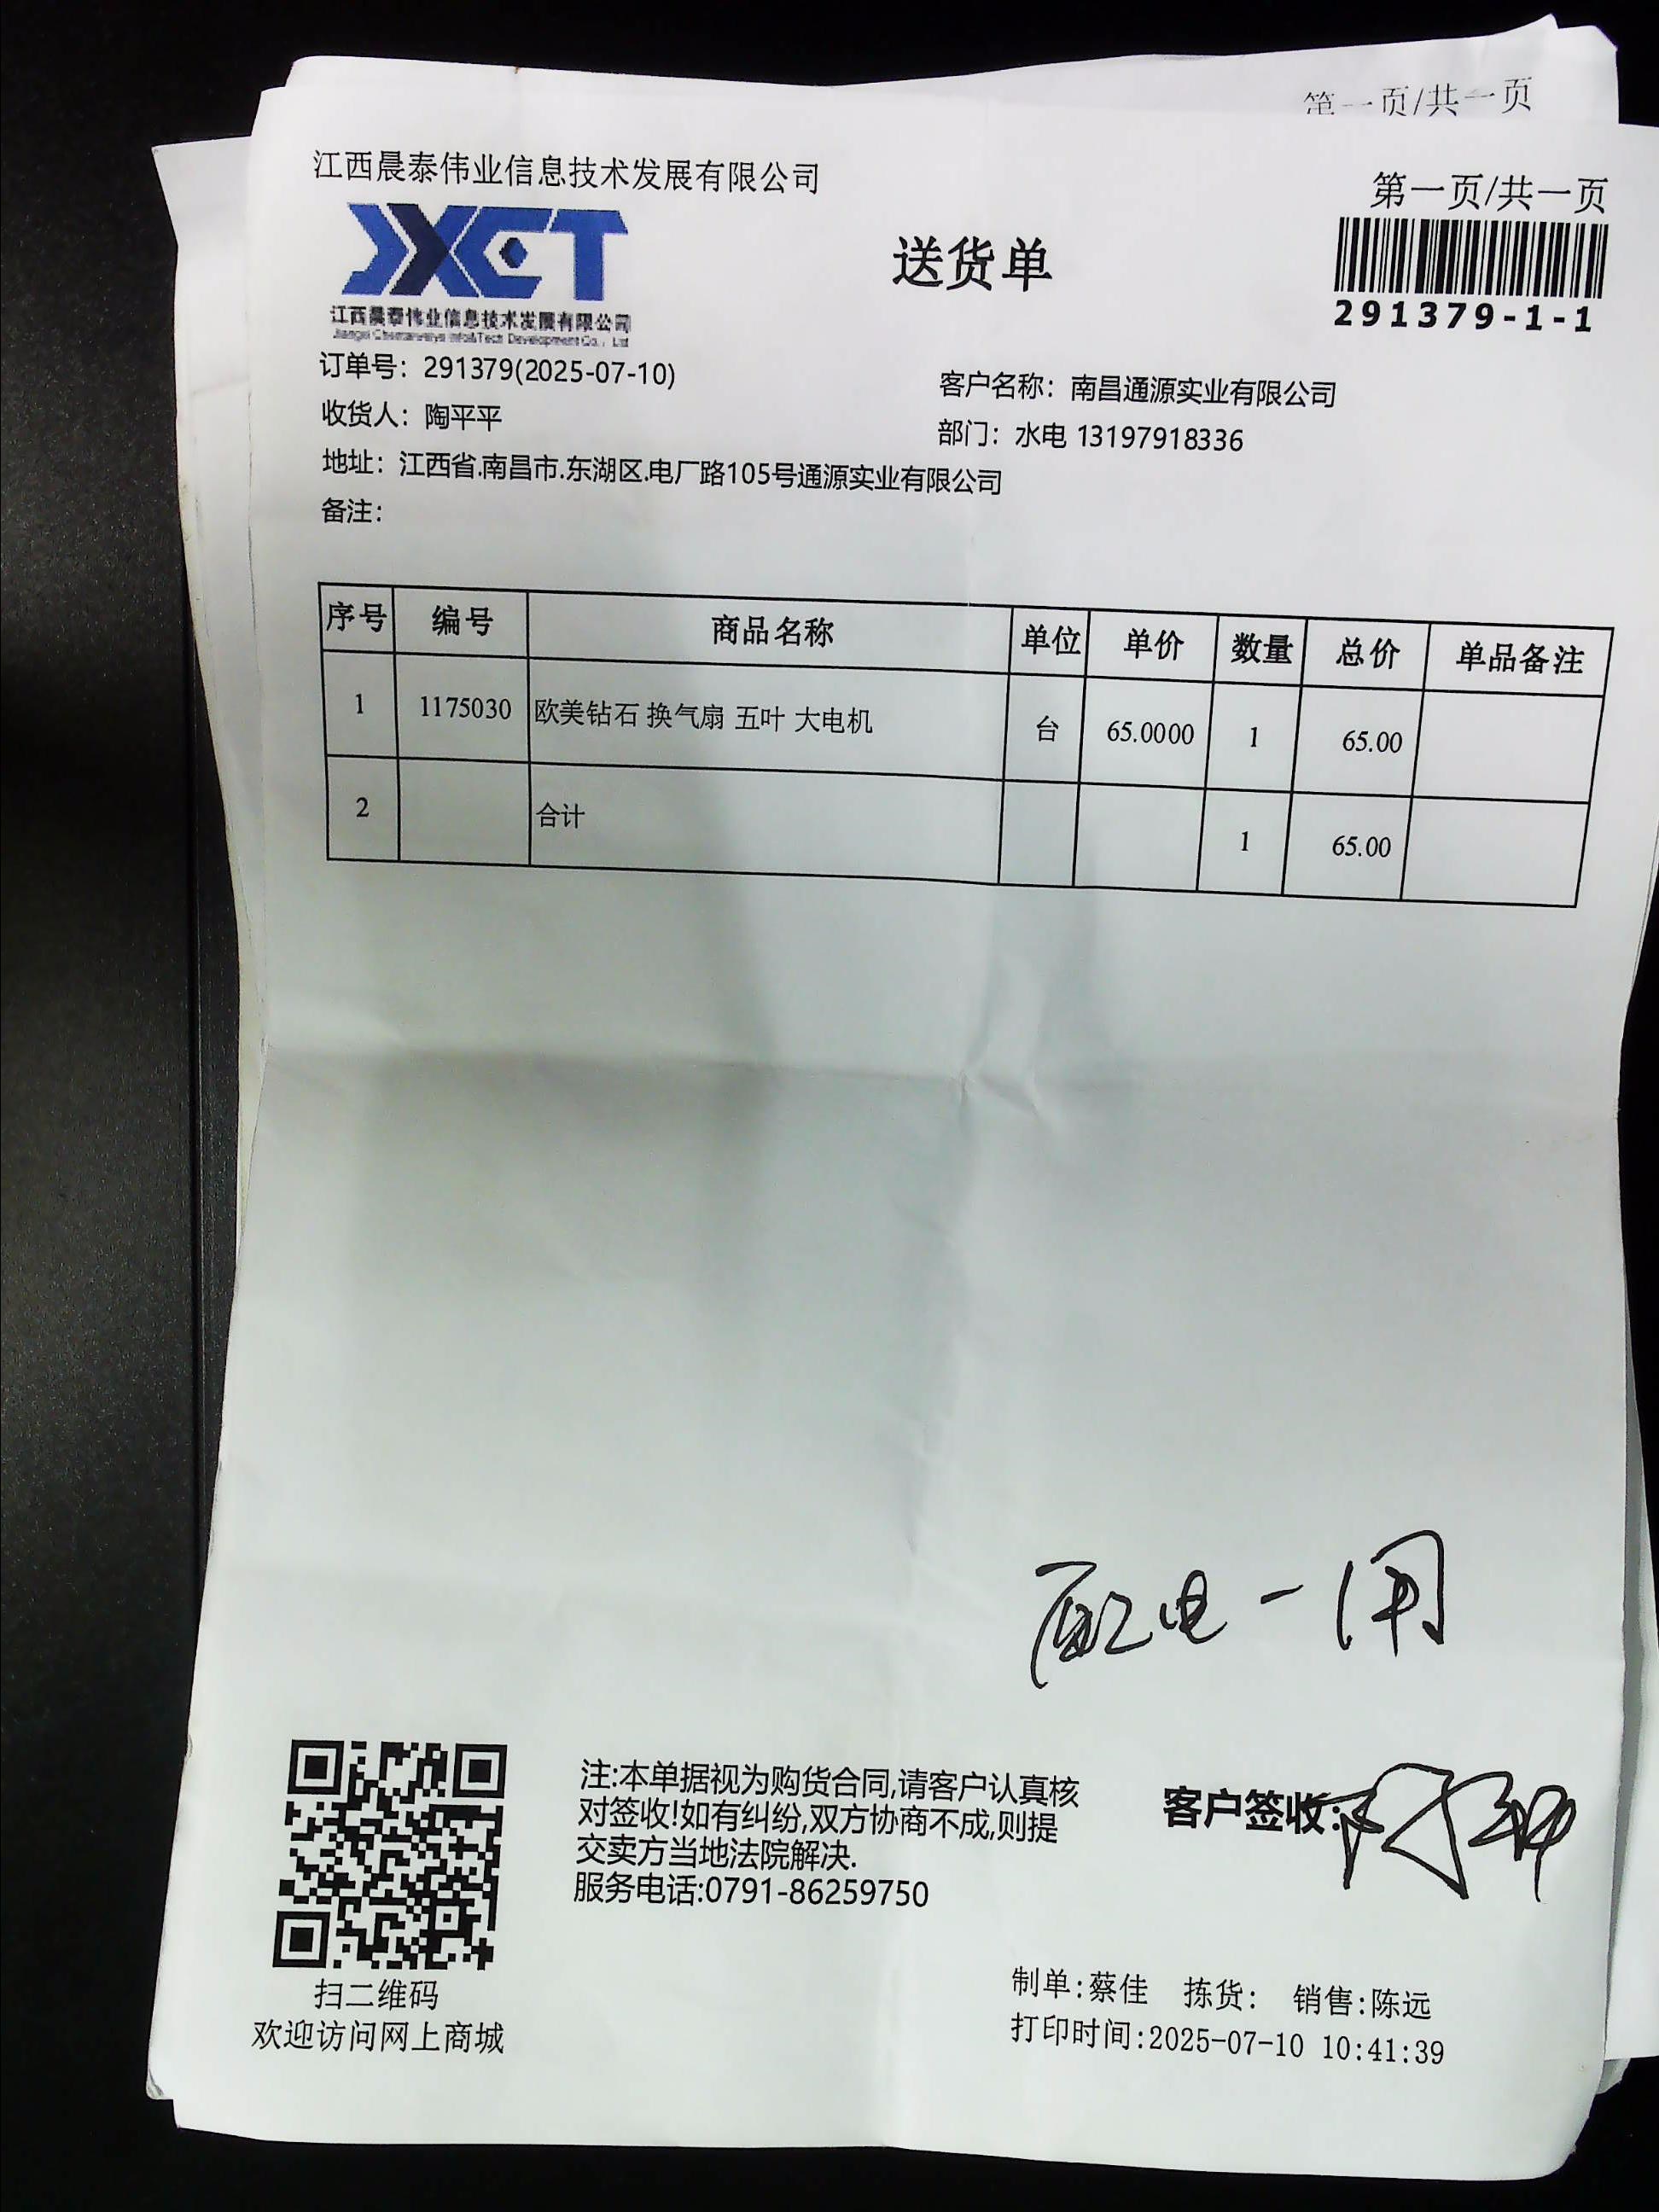 第一页/共一页
江西晨泰伟业信息技术发展有限公司
第一页/共一页
JXCT
江西晨泰伟业信息技术发展有限公司
送货单
291379-1-1
订单号：291379(2025-07-10)
客户名称：南昌通源实业有限公司
收货人：陶平平
部门：水电 13197918336
地址：江西省.南昌市.东湖区.电厂路105号通源实业有限公司
备注：
序号 编号 商品名称 单位 单价 数量 总价 单品备注
1 1175030 欧美钻石 换气扇 五叶 大电机 台 65.0000 1 65.00
2 合计 1 65.00
配电一用
注:本单据视为购货合同,请客户认真核
对签收!如有纠纷,双方协商不成,则提
交卖方当地法院解决.
服务电话:0791-86259750
客户签收:
扫二维码
欢迎访问网上商城
制单:蔡佳 拣货: 销售:陈远
打印时间:2025-07-10 10:41:39